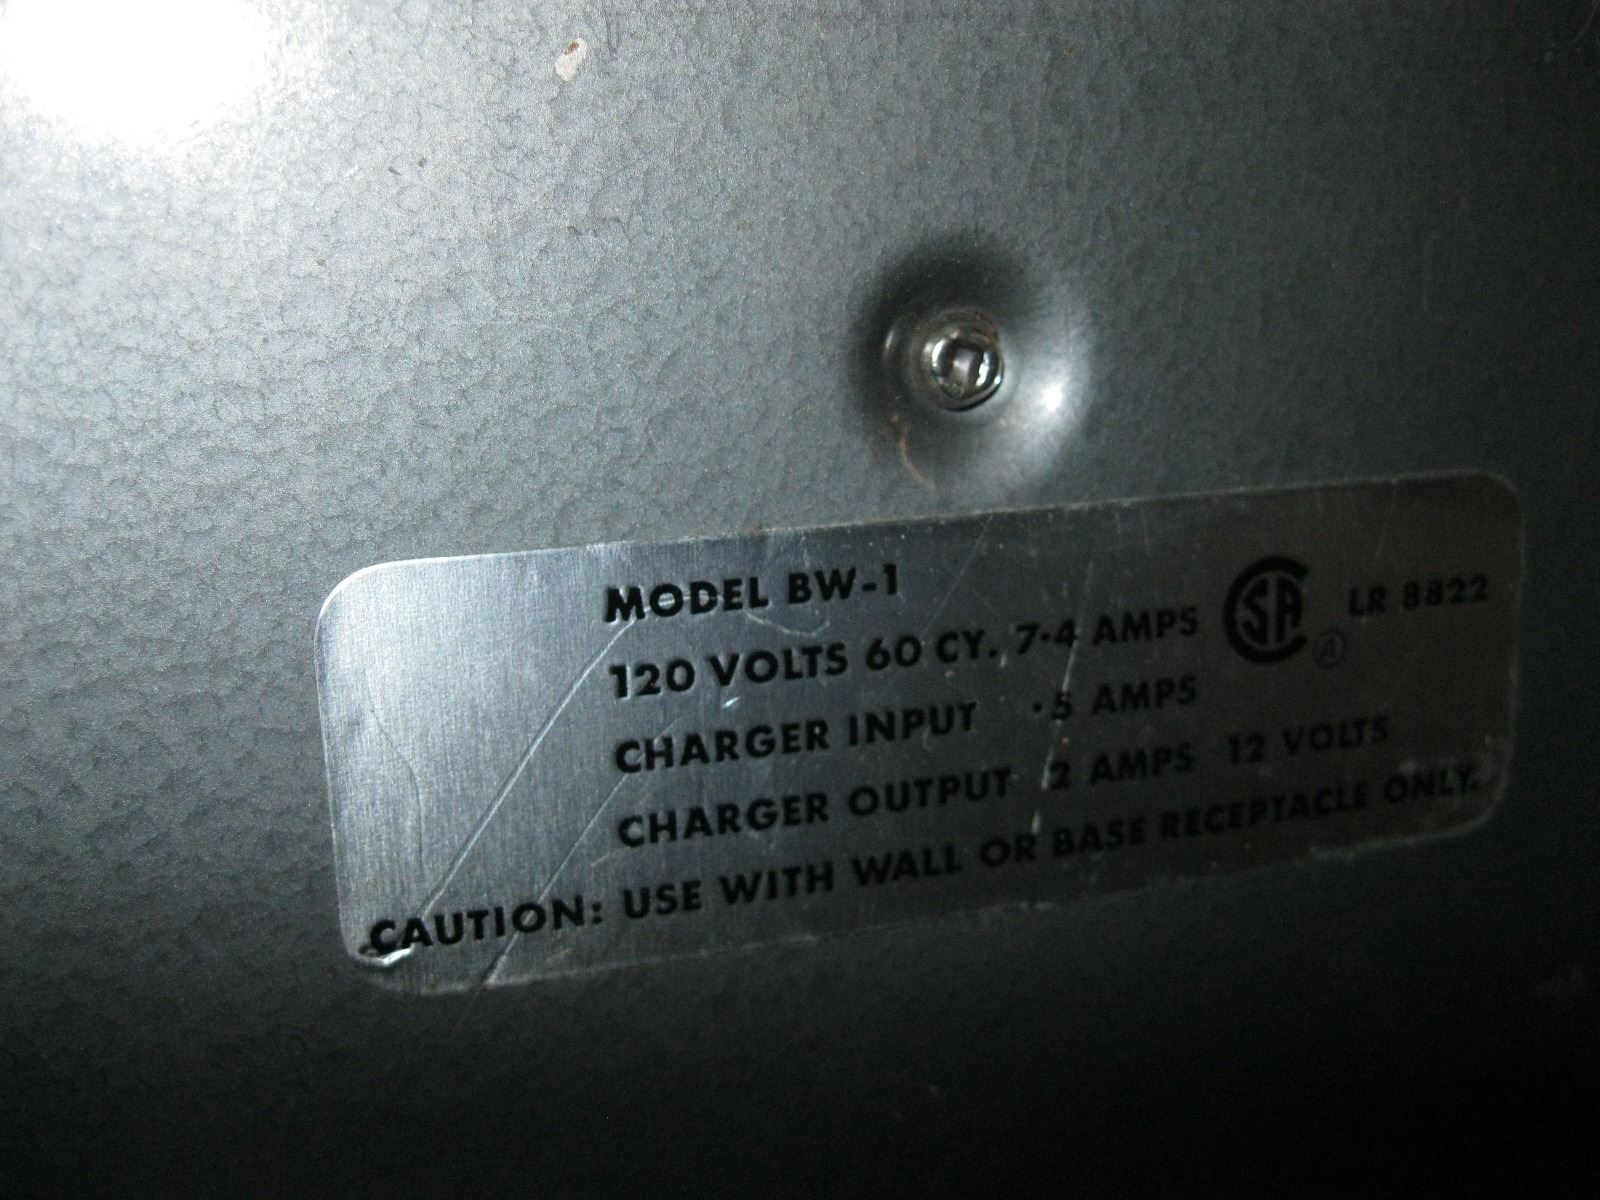 MODEL BW-1
120 VOLTS 60 CY. 7·4 AMPS CSA A LR 8822
CHARGER INPUT ·5 AMPS
CHARGER OUTPUT 2 AMPS 12 VOLTS
CAUTION: USE WITH WALL OR BASE RECEPTACLE ONLY.